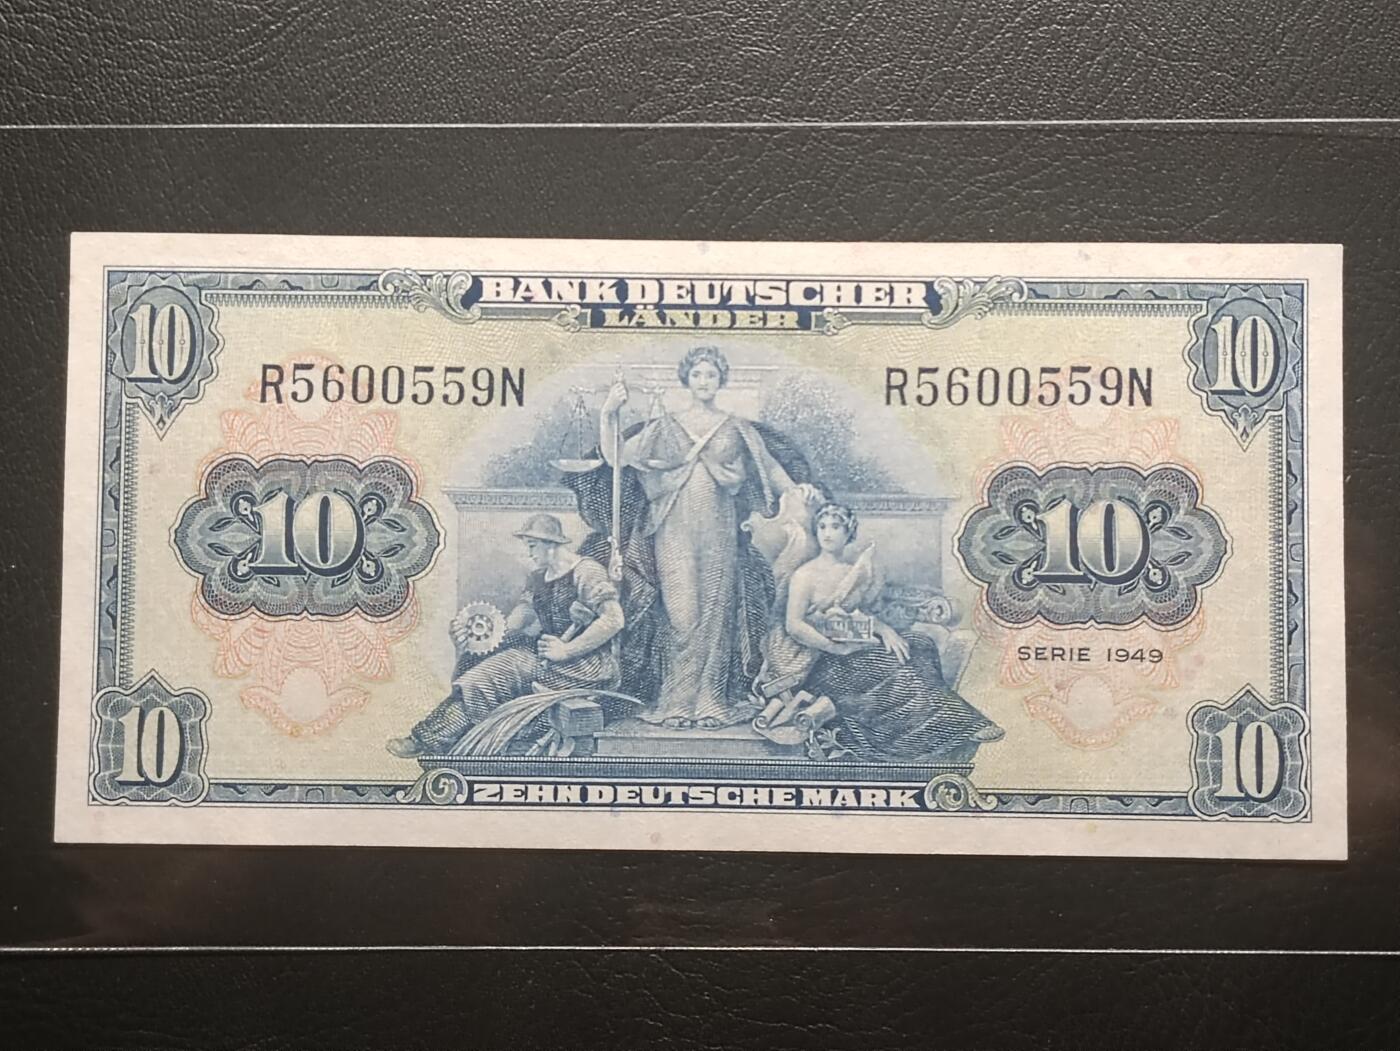 BANK DEUTSCHER
LÄNDER
10 10
R5600559N R5600559N
10 10
SERIE 1949
10 10
ZEHN DEUTSCHE MARK